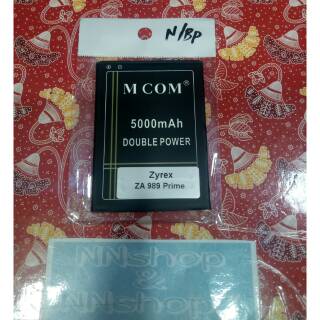 N/BP
M COM®
5000mAh
DOUBLE POWER
Zyrex
ZA 989 Prime
NNshop
&
NNshop